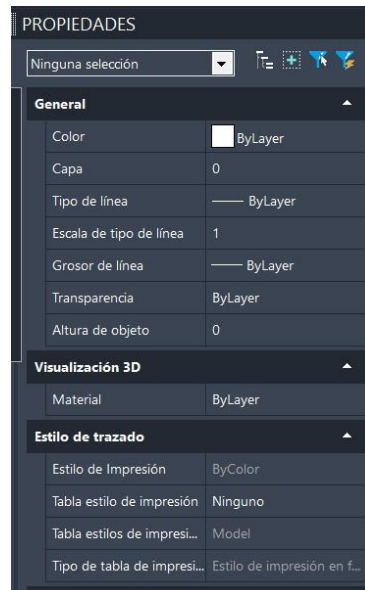 PROPIEDADES
Ninguna selección
General
Color ByLayer
Capa 0
Tipo de línea ByLayer
Escala de tipo de línea 1
Grosor de línea ByLayer
Transparencia ByLayer
Altura de objeto 0
Visualización 3D
Material ByLayer
Estilo de trazado
Estilo de Impresión ByColor
Tabla estilo de impresión Ninguno
Tabla estilos de impresi... Model
Tipo de tabla de impresi... Estilo de impresión en f...